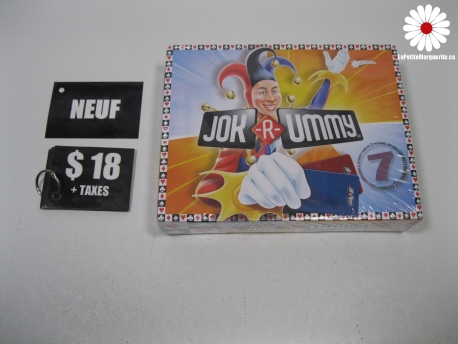 LaPetiteMarguerite.ca
NEUF
$ 18
+ TAXES
JOK-R-UMMY
7